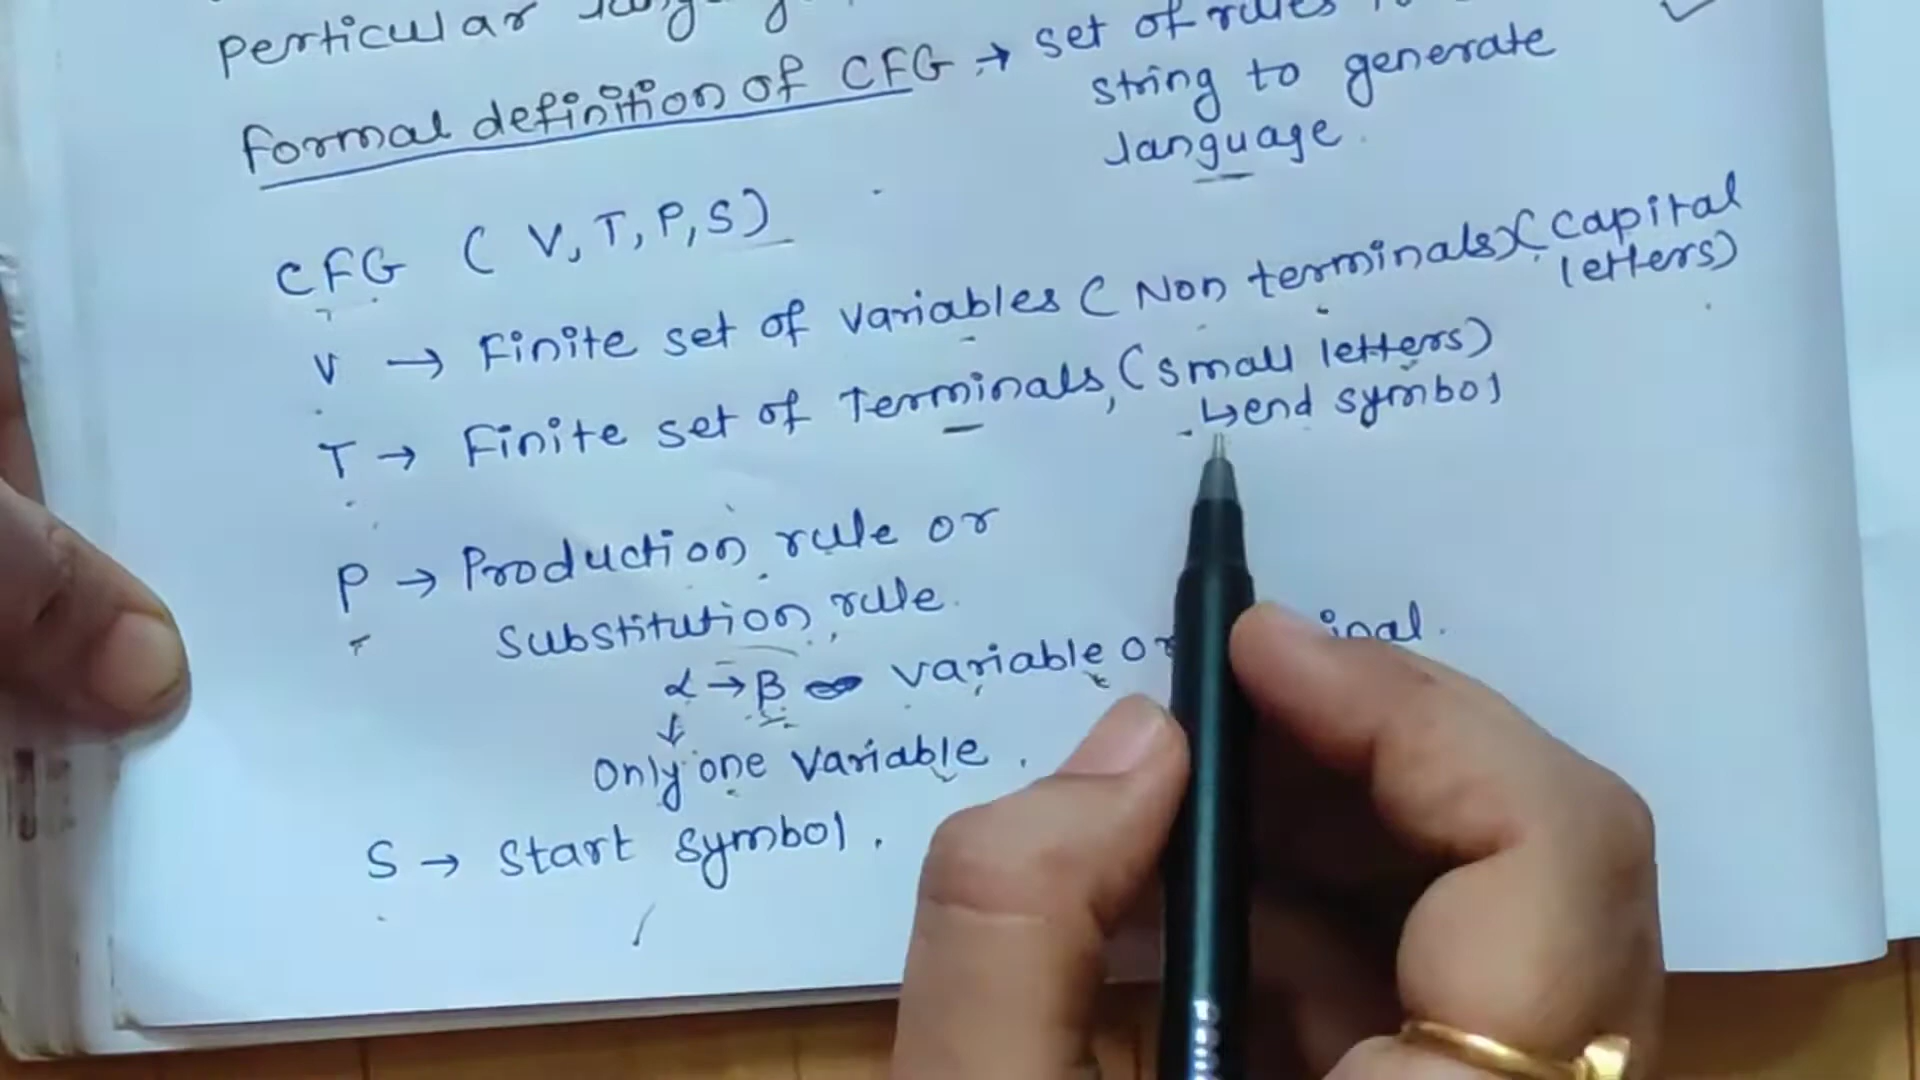 perticular
formal definition of CFG → set of rules
string to generate
language.
CFG ( V, T, P, S )
V → Finite set of variables ( Non terminals) (capital
letters)
T → Finite set of Terminals, (small letters)
↳ end symbol
P → Production rule or
Substitution rule.
α → β variable or
↓
Only one variable.
S → Start symbol.